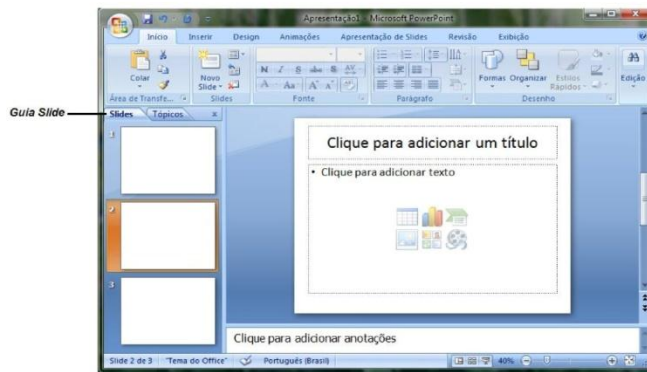 Apresentação1 - Microsoft PowerPoint
Início Inserir Design Animações Apresentação de Slides Revisão Exibição
Colar
Novo Slide
Formas Organizar Estilos Rápidos
Edição
Área de Transfe... Slides Fonte Parágrafo Desenho
Guia Slide
Slides Tópicos x
1
2
3
Clique para adicionar um título
• Clique para adicionar texto
Clique para adicionar anotações
Slide 2 de 3 "Tema do Office" Português (Brasil) 40%